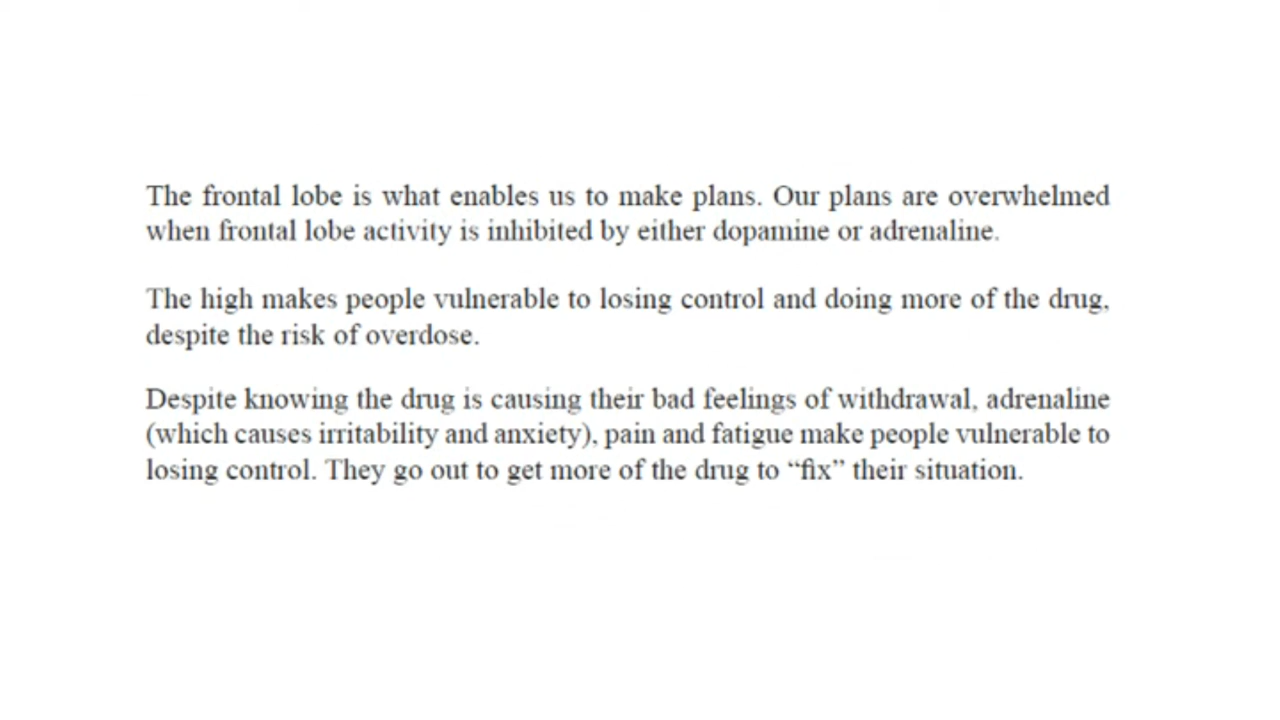 The frontal lobe is what enables us to make plans. Our plans are overwhelmed
when frontal lobe activity is inhibited by either dopamine or adrenaline.
The high makes people vulnerable to losing control and doing more of the drug,
despite the risk of overdose.
Despite knowing the drug is causing their bad feelings of withdrawal, adrenaline
(which causes irritability and anxiety), pain and fatigue make people vulnerable to
losing control. They go out to get more of the drug to “fix” their situation.